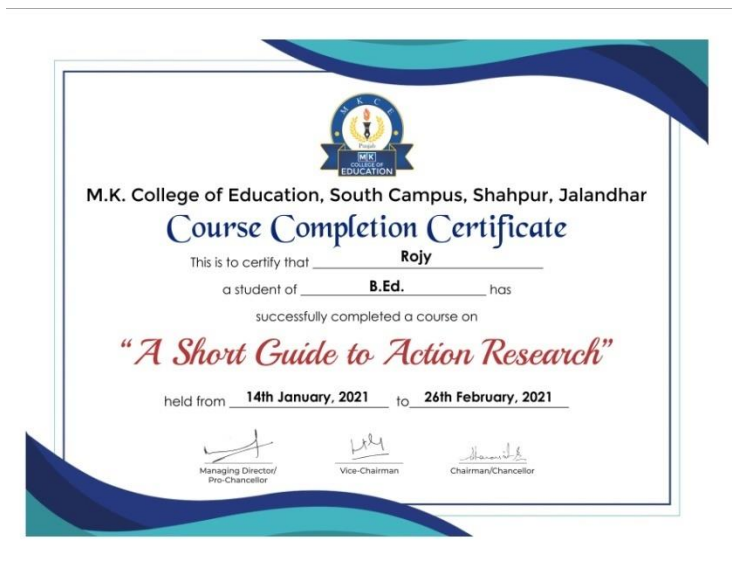 M K C E
Punjab
MK
COLLEGE OF
EDUCATION
M.K. College of Education, South Campus, Shahpur, Jalandhar
Course Completion Certificate
This is to certify that Rojy
a student of B.Ed. has
successfully completed a course on
“A Short Guide to Action Research”
held from 14th January, 2021 to 26th February, 2021
Managing Director/ Vice-Chairman Chairman/Chancellor
Pro-Chancellor